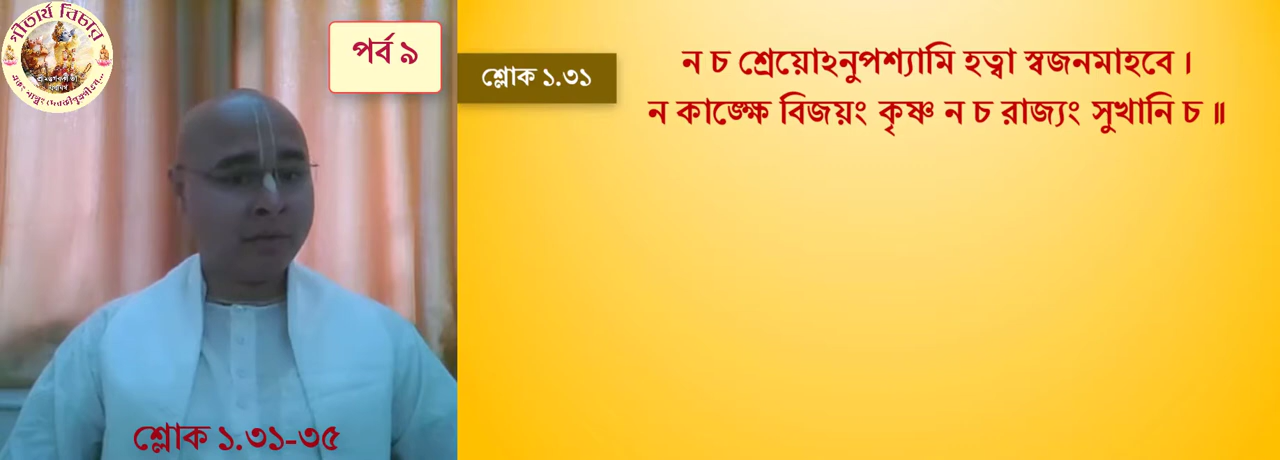 গীতার্থ বিচার
পর্ব ৯
শ্লোক ১.৩১
ন চ শ্রেয়োঽনুপশ্যামি হত্বা স্বজনমাহবে।
ন কাঙ্ক্ষে বিজয়ং কৃষ্ণ ন চ রাজ্যং সুখানি চ॥
শ্লোক ১.৩১-৩৫